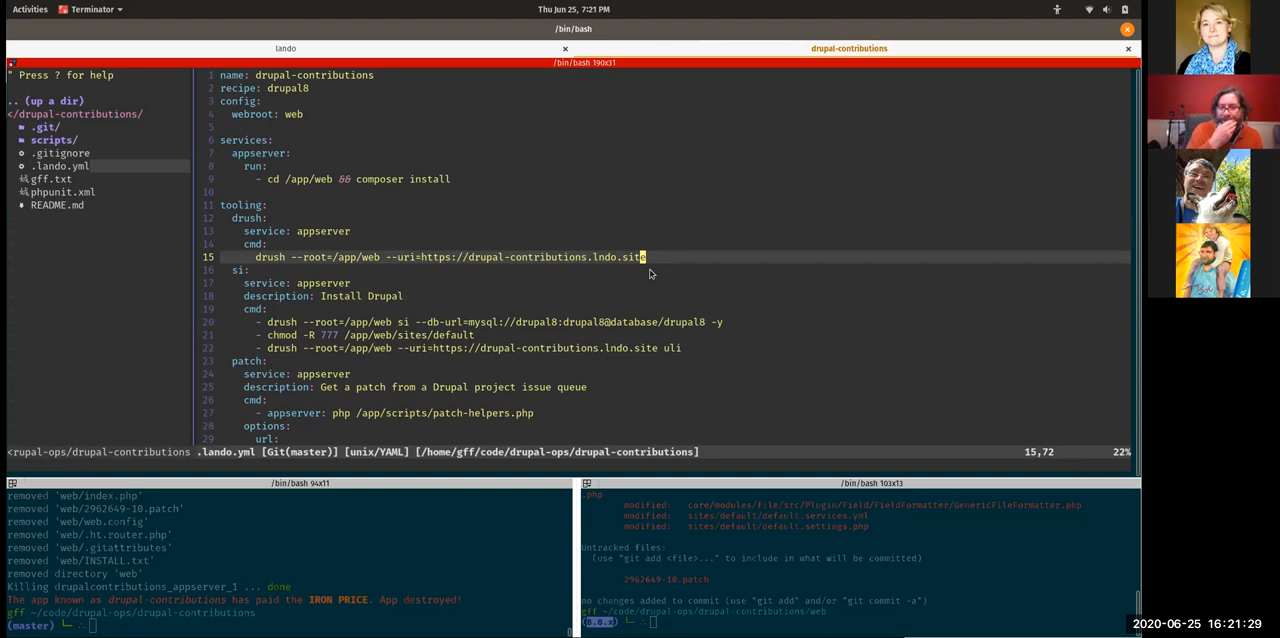 Activities Terminator Thu Jun 25, 7:21 PM
/bin/bash
lando × drupal-contributions ×
/bin/bash 190x31
" Press ? for help
.. (up a dir)
</drupal-contributions/
.git/
scripts/
.gitignore
.lando.yml
gff.txt
phpunit.xml
README.md
1 name: drupal-contributions
2 recipe: drupal8
3 config:
4 webroot: web
5
6 services:
7 appserver:
8 run:
9 - cd /app/web && composer install
10
11 tooling:
12 drush:
13 service: appserver
14 cmd:
15 drush --root=/app/web --uri=https://drupal-contributions.lndo.site
16 si:
17 service: appserver
18 description: Install Drupal
19 cmd:
20 - drush --root=/app/web si --db-url=mysql://drupal8:drupal8@database/drupal8 -y
21 - chmod -R 777 /app/web/sites/default
22 - drush --root=/app/web --uri=https://drupal-contributions.lndo.site uli
23 patch:
24 service: appserver
25 description: Get a patch from a Drupal project issue queue
26 cmd:
27 - appserver: php /app/scripts/patch-helpers.php
28 options:
29 url:
<rupal-ops/drupal-contributions .lando.yml [Git(master)] [unix/YAML] [/home/gff/code/drupal-ops/drupal-contributions] 15,72 22%
/bin/bash 94x11
removed 'web/index.php'
removed 'web/2962649-10.patch'
removed 'web/web.config'
removed 'web/.ht.router.php'
removed 'web/.gitattributes'
removed 'web/INSTALL.txt'
removed directory 'web'
Killing drupalcontributions_appserver_1 ... done
The app known as drupal-contributions has paid the IRON PRICE. App destroyed!
gff ~/code/drupal-ops/drupal-contributions
(master)
/bin/bash 103x13
.php
modified: core/modules/file/src/Plugin/Field/FieldFormatter/GenericFileFormatter.php
modified: sites/default/default.services.yml
modified: sites/default/default.settings.php
Untracked files:
(use "git add <file>..." to include in what will be committed)
2962649-10.patch
no changes added to commit (use "git add" and/or "git commit -a")
gff ~/code/drupal-ops/drupal-contributions/web
(8.8.x)
2020-06-25 16:21:29